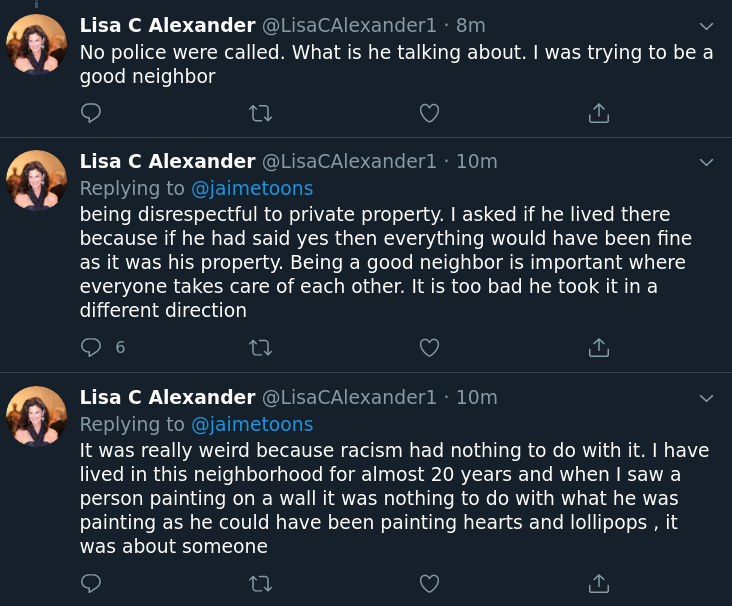 Lisa C Alexander @LisaCAlexander1 · 8m
No police were called. What is he talking about. I was trying to be a
good neighbor
Lisa C Alexander @LisaCAlexander1 · 10m
Replying to @jaimetoons
being disrespectful to private property. I asked if he lived there
because if he had said yes then everything would have been fine
as it was his property. Being a good neighbor is important where
everyone takes care of each other. It is too bad he took it in a
different direction
6
Lisa C Alexander @LisaCAlexander1 · 10m
Replying to @jaimetoons
It was really weird because racism had nothing to do with it. I have
lived in this neighborhood for almost 20 years and when I saw a
person painting on a wall it was nothing to do with what he was
painting as he could have been painting hearts and lollipops , it
was about someone